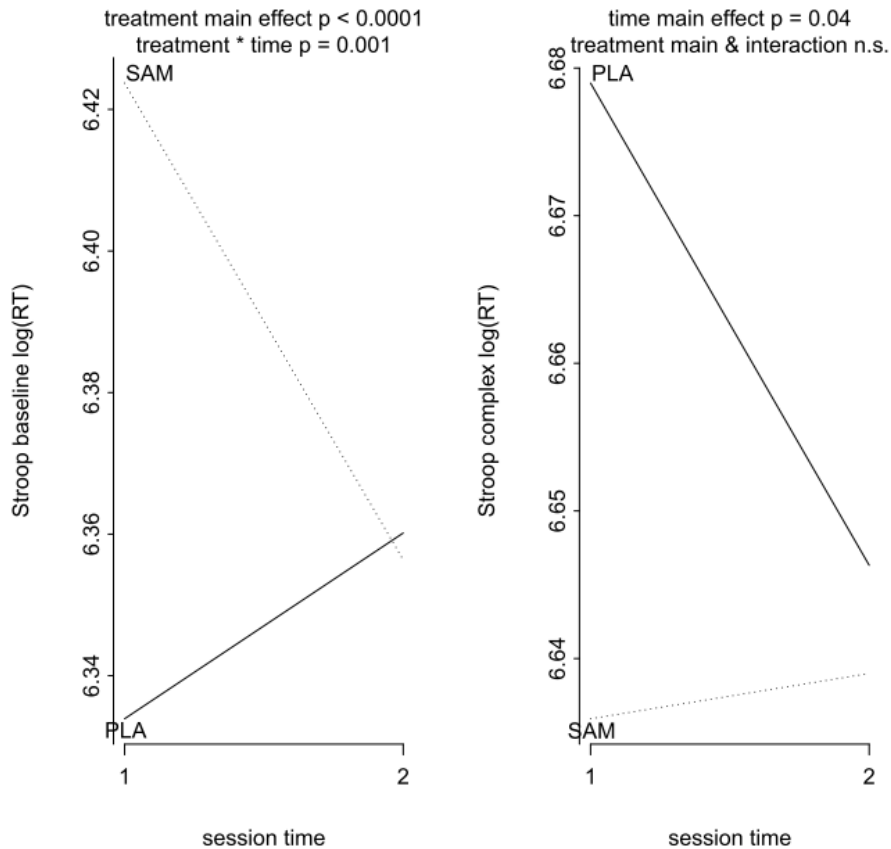 treatment main effect p < 0.0001
treatment * time p = 0.001
SAM
6.42
6.40
6.38
6.36
6.34
Stroop baseline log(RT)
PLA
1
2
session time
time main effect p = 0.04
treatment main & interaction n.s.
PLA
6.68
6.67
6.66
6.65
6.64
Stroop complex log(RT)
SAM
1
2
session time